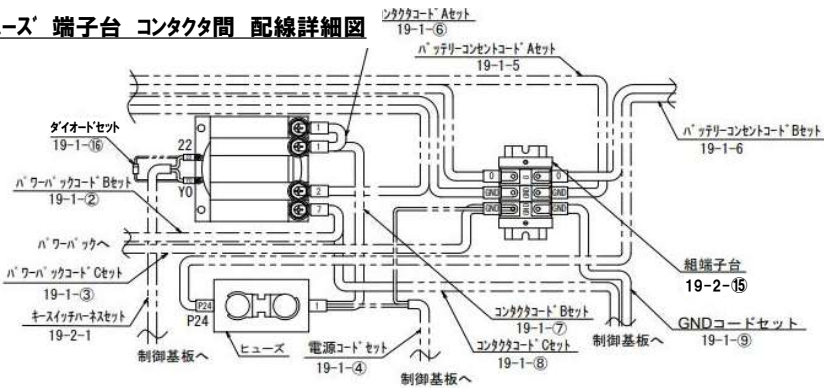 ューズ 端子台 コンタクタ間 配線詳細図
ンタクタコードAセット
19-1-⑥
バッテリーコンセントコードAセット
19-1-5
ダイオードセット
19-1-⑯
22
Y0
1
1
2
7
0
0
GND
GND
GND
GND
バッテリーコンセントコードBセット
19-1-6
パワーパックコードBセット
19-1-②
パワーパックへ
パワーパックコードCセット
19-1-③
キースイッチハーネスセット
19-2-1
制御基板へ
P24
P24
1
ヒューズ
電源コードセット
19-1-④
制御基板へ
コンタクタコードBセット
19-1-⑦
コンタクタコードCセット
19-1-⑧
組端子台
19-2-⑮
GNDコードセット
19-1-⑨
制御基板へ